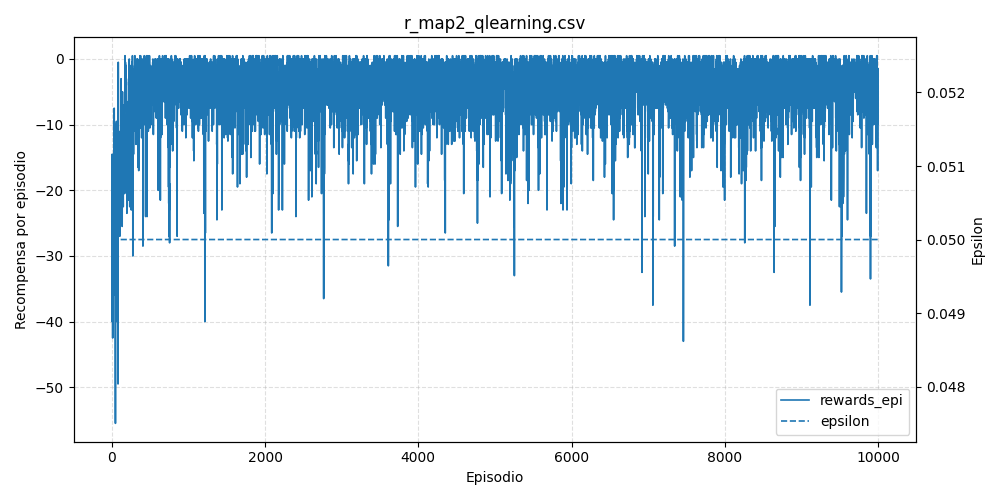 r_map2_qlearning.csv
Recompensa por episodio
0
−10
−20
−30
−40
−50
0.052
0.051
0.050
0.049
0.048
Epsilon
rewards_epi
epsilon
0 2000 4000 6000 8000 10000
Episodio